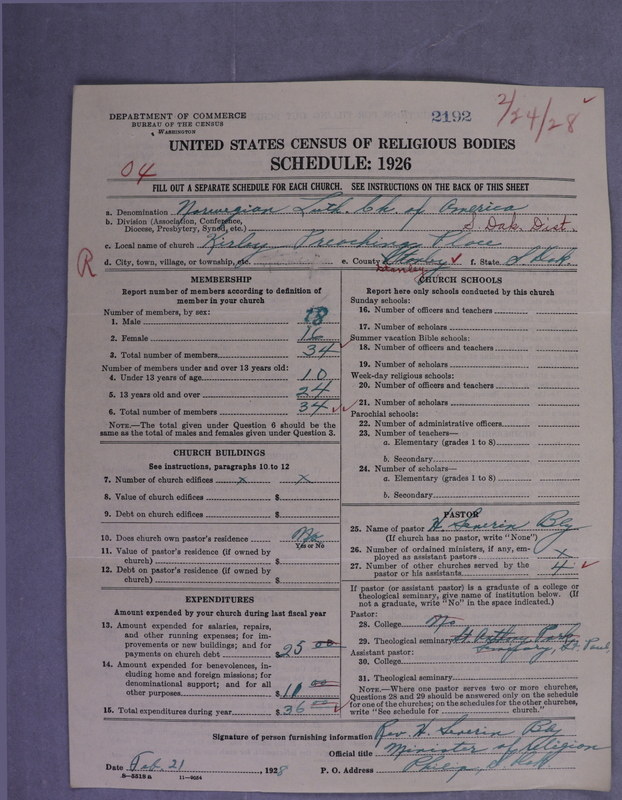 DEPARTMENT OF COMMERCE
BUREAU OF THE CENSUS
WASHINGTON
2192
2/24/28
UNITED STATES CENSUS OF RELIGIOUS BODIES
SCHEDULE: 1926
04
FILL OUT A SEPARATE SCHEDULE FOR EACH CHURCH. SEE INSTRUCTIONS ON THE BACK OF THIS SHEET
a. Denomination Norwegian Luth. Ch. of America
b. Division (Association, Conference, Diocese, Presbytery, Synod, etc.) S. Dak. Dist.
c. Local name of church Kirley Preaching Place
d. City, town, village, or township, etc. e. County Stanley f. State S. Dak.
Stanley
R
MEMBERSHIP
Report number of members according to definition of
member in your church
Number of members, by sex:
1. Male 18
2. Female 16
3. Total number of members 34
Number of members under and over 13 years old:
4. Under 13 years of age 10
5. 13 years old and over 24
6. Total number of members 34
NOTE.—The total given under Question 6 should be the
same as the total of males and females given under Question 3.
CHURCH BUILDINGS
See instructions, paragraphs 10 to 12
7. Number of church edifices x x
8. Value of church edifices $
9. Debt on church edifices $
10. Does church own pastor's residence No
Yes or No
11. Value of pastor's residence (if owned by
church) $
12. Debt on pastor's residence (if owned by
church) $
EXPENDITURES
Amount expended by your church during last fiscal year
13. Amount expended for salaries, repairs,
and other running expenses; for im-
provements or new buildings; and for
payments on church debt $25 00
14. Amount expended for benevolences, in-
cluding home and foreign missions; for
denominational support; and for all
other purposes $ 00
15. Total expenditures during year $36 00
CHURCH SCHOOLS
Report here only schools conducted by this church
Sunday schools:
16. Number of officers and teachers
17. Number of scholars
Summer vacation Bible schools:
18. Number of officers and teachers
19. Number of scholars
Week-day religious schools:
20. Number of officers and teachers
21. Number of scholars
Parochial schools:
22. Number of administrative officers
23. Number of teachers—
a. Elementary (grades 1 to 8)
b. Secondary
24. Number of scholars—
a. Elementary (grades 1 to 8)
b. Secondary
PASTOR
25. Name of pastor H. Severin Bly
(If church has no pastor, write "None")
26. Number of ordained ministers, if any, em-
ployed as assistant pastors x
27. Number of other churches served by the
pastor or his assistants 4
If pastor (or assistant pastor) is a graduate of a college or
theological seminary, give name of institution below. (If
not a graduate, write "No" in the space indicated.)
Pastor:
28. College No
29. Theological seminary St. Anthony Park
St. Paul,
Assistant pastor:
30. College
31. Theological seminary
NOTE.—Where one pastor serves two or more churches,
Questions 28 and 29 should be answered only on the schedule
for one of the churches; on the schedules for the other churches,
write "See schedule for church."
Signature of person furnishing information Rev. H. Severin Bly
Official title Minister of Religion
Date Feb. 21, 1928 P. O. Address Philip, S Dak
8—5518 a 11—9034